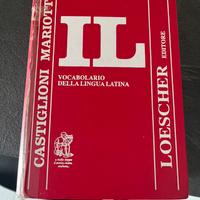 CASTIGLIONI MARIOTTI
IL
VOCABOLARIO
DELLA LINGUA LATINA
LOESCHER EDITORE